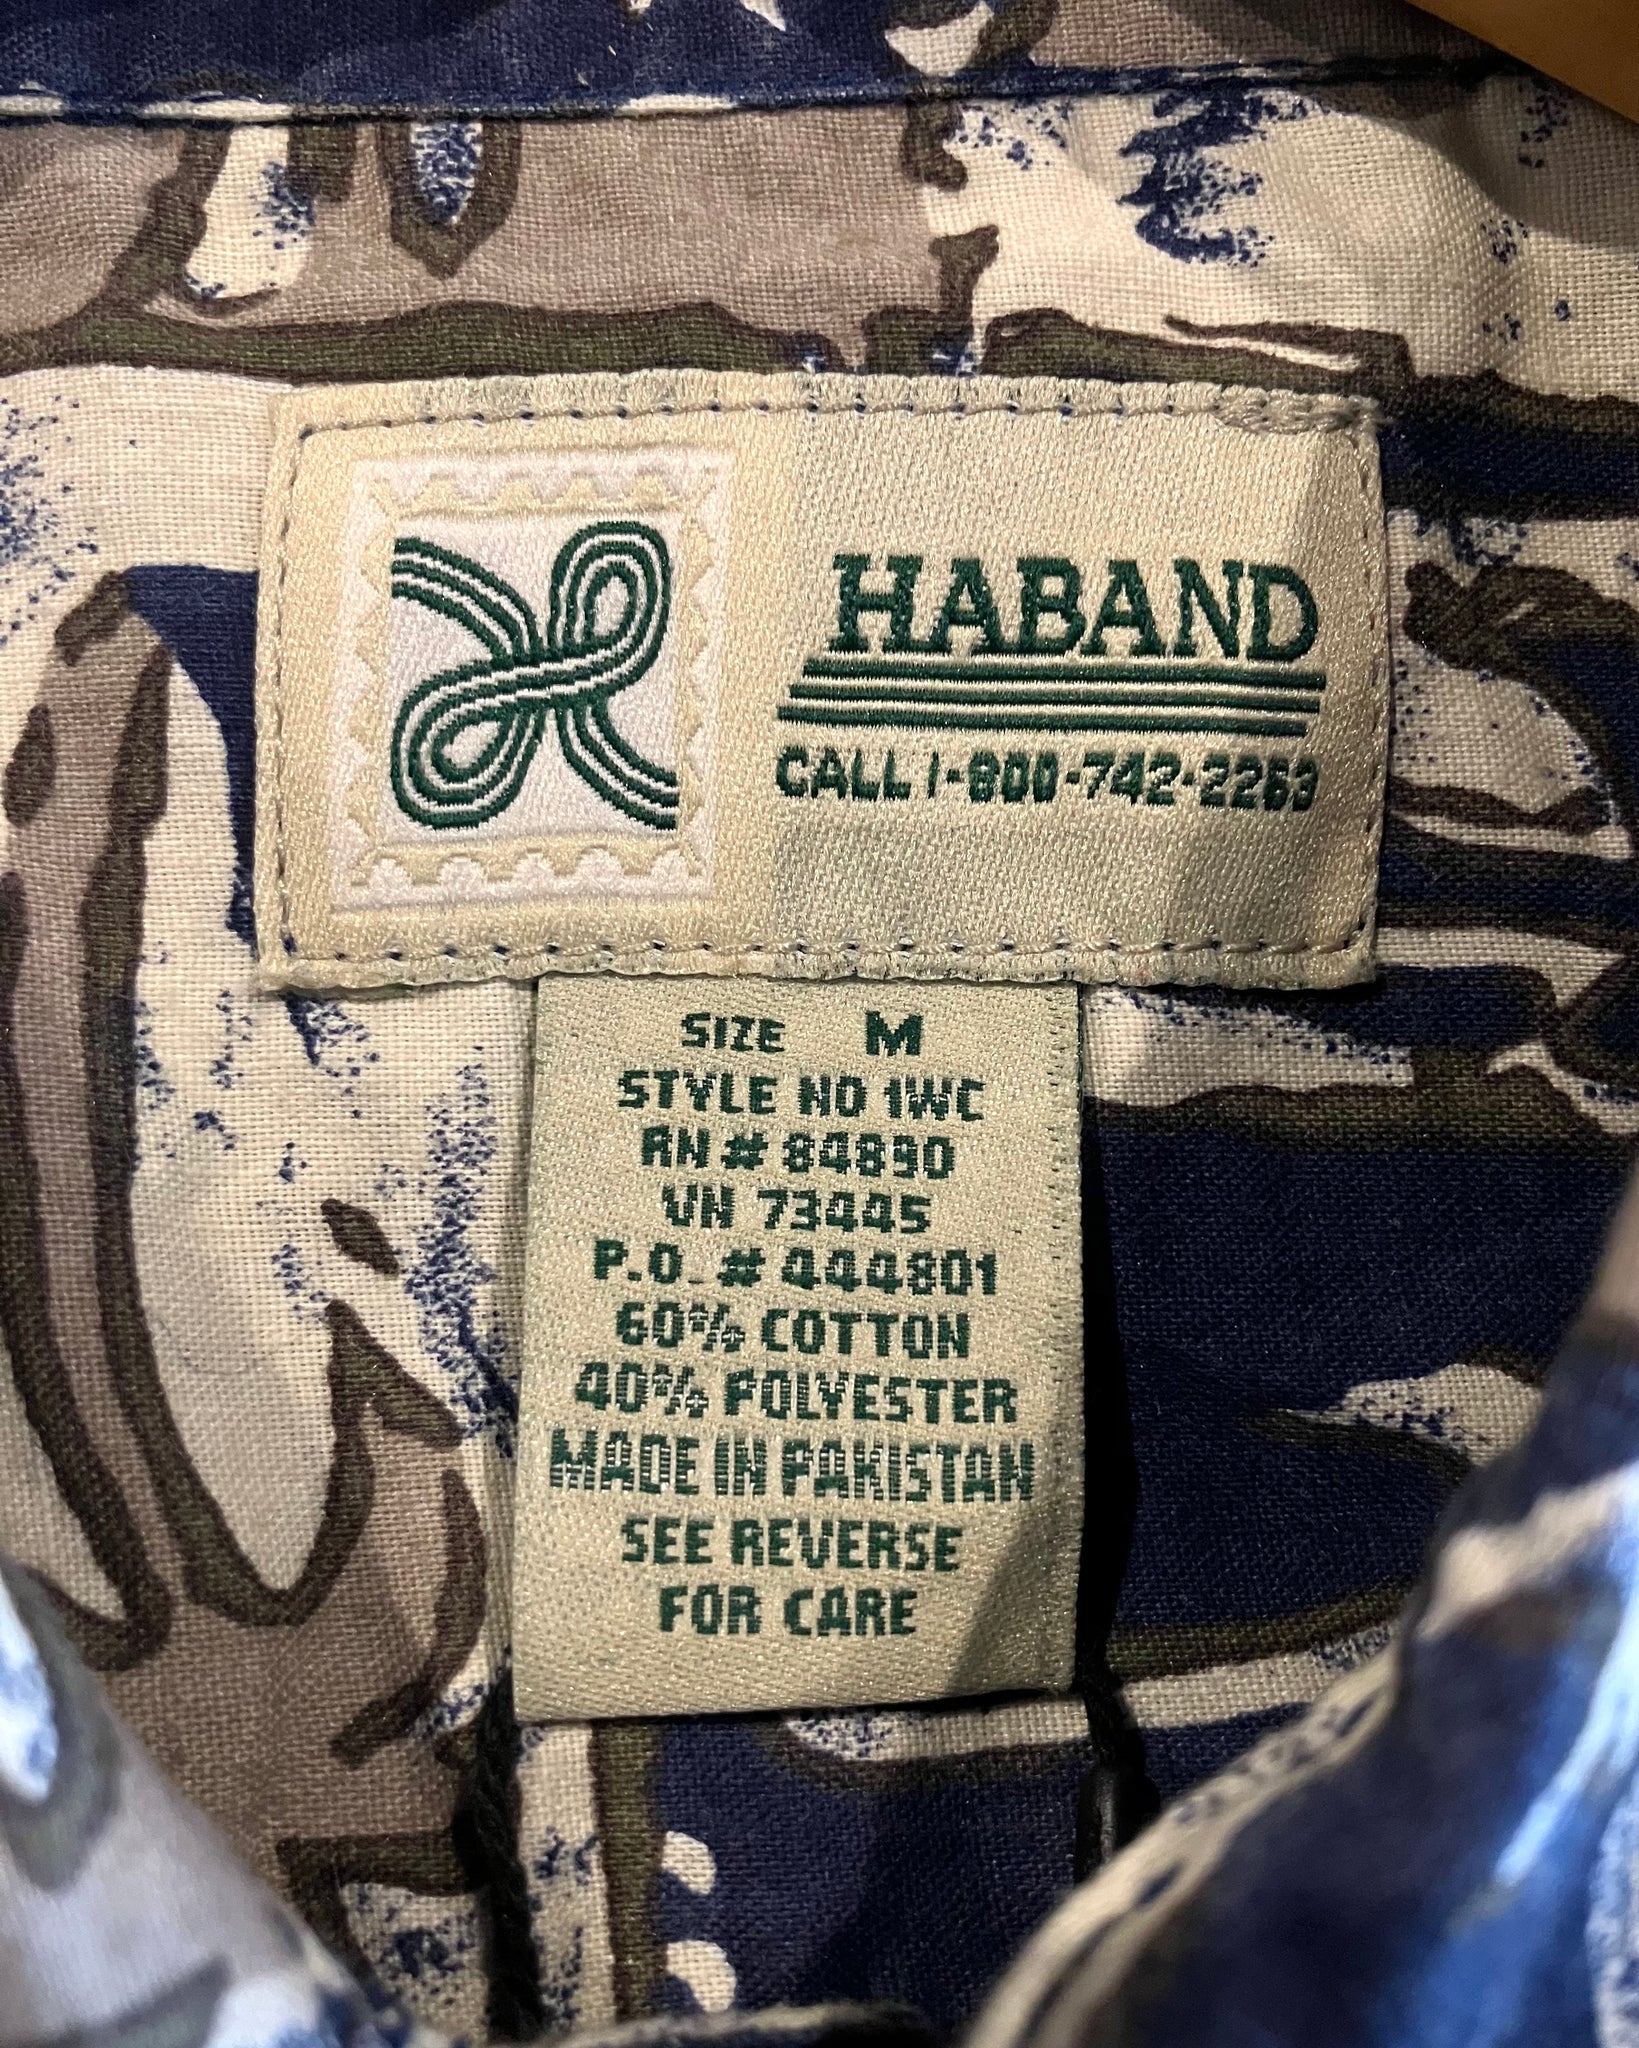 HABAND
CALL 1-800-742-2263
SIZE M
STYLE NO 1WC
RN # 84890
VN 73445
P.O. # 444801
60% COTTON
40% POLYESTER
MADE IN PAKISTAN
SEE REVERSE
FOR CARE